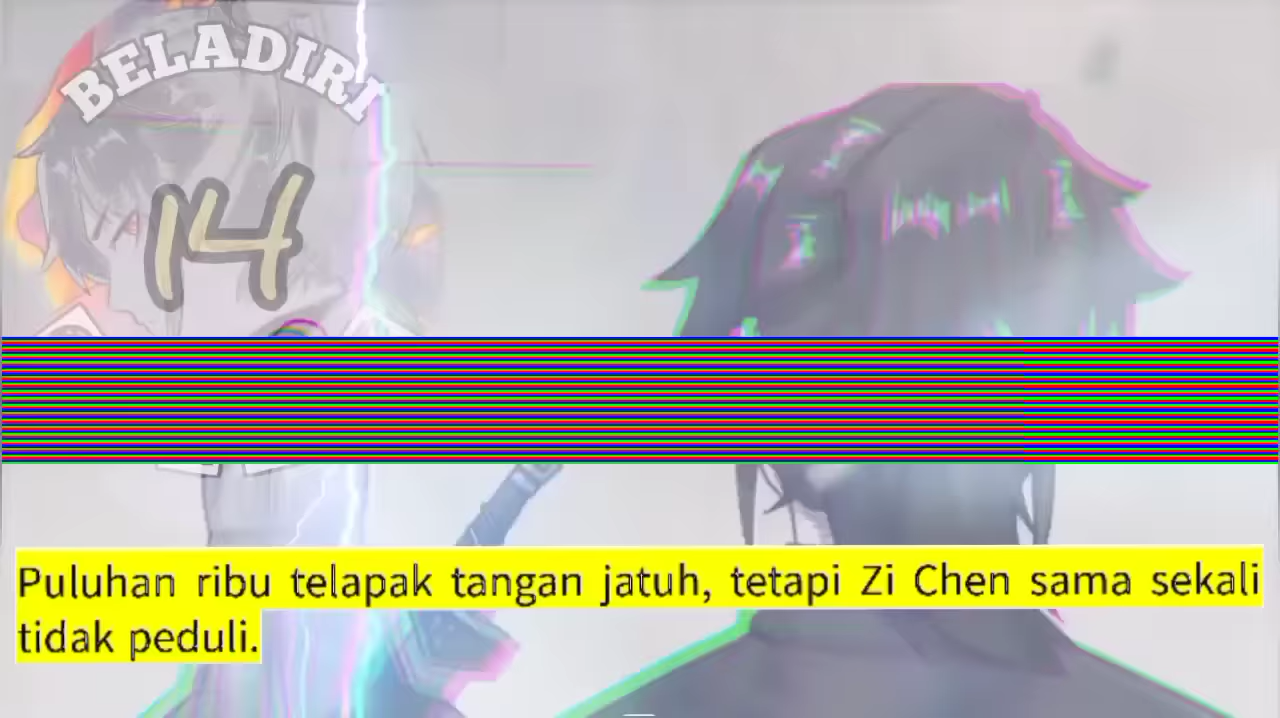 BELADIRI
14
Puluhan ribu telapak tangan jatuh, tetapi Zi Chen sama sekali
tidak peduli.